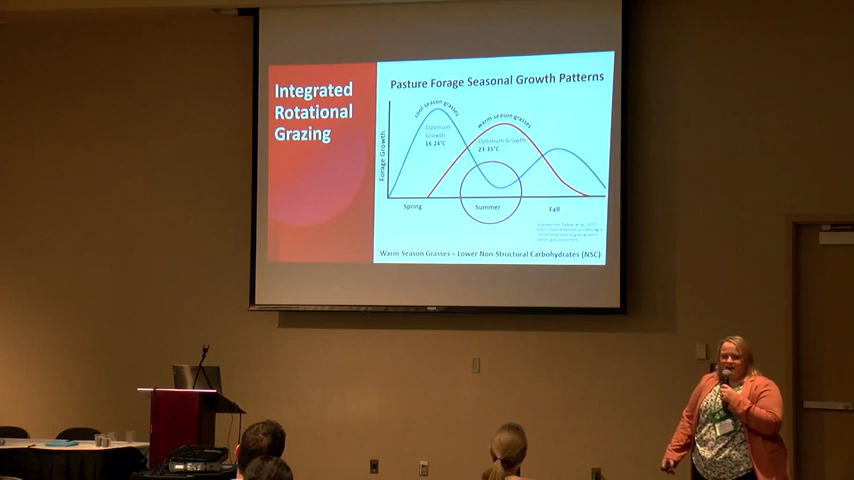 Integrated
Rotational
Grazing
Pasture Forage Seasonal Growth Patterns
cool-season grasses
warm-season grasses
Optimum
Growth
16-24°C
Optimum Growth
23-35°C
Forage Growth
Spring
Summer
Fall
Warm-Season Grasses = Lower Non-Structural Carbohydrates (NSC)